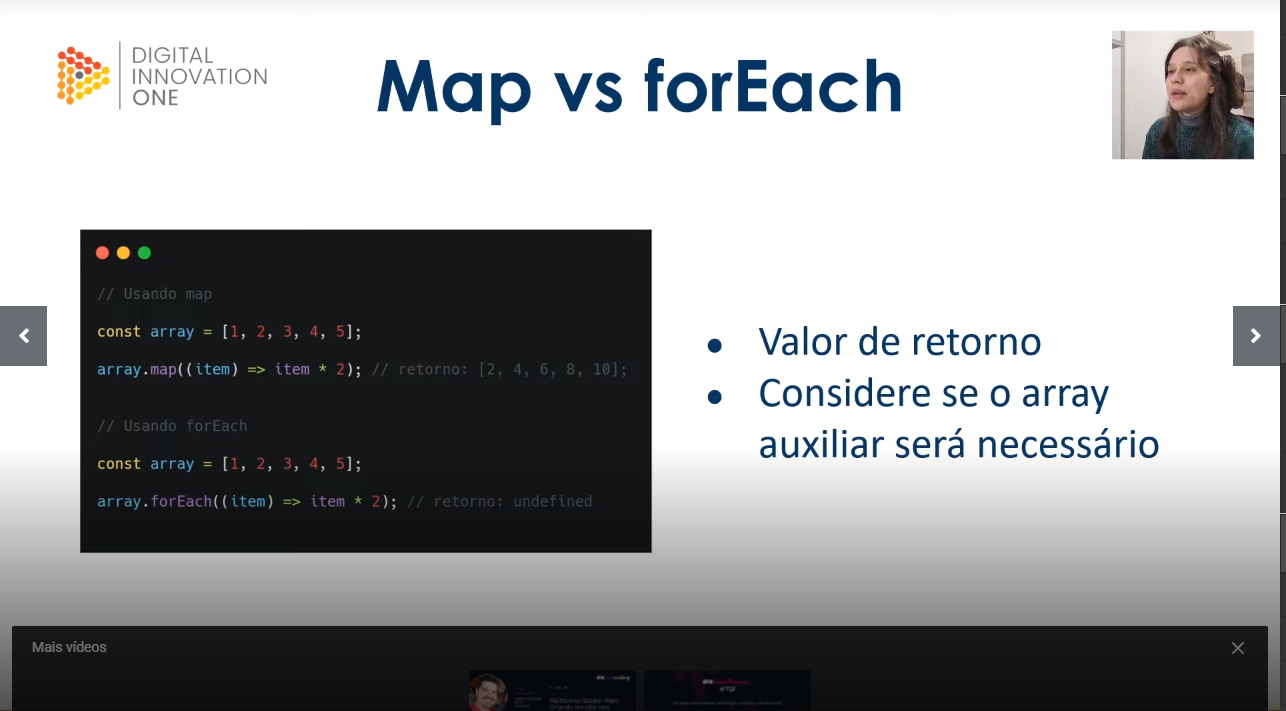 DIGITAL
INNOVATION
ONE
Map vs forEach
// Usando map
const array = [1, 2, 3, 4, 5];
array.map((item) => item * 2); // retorno: [2, 4, 6, 8, 10];
// Usando forEach
const array = [1, 2, 3, 4, 5];
array.forEach((item) => item * 2); // retorno: undefined
● Valor de retorno
● Considere se o array
auxiliar será necessário
Mais vídeos